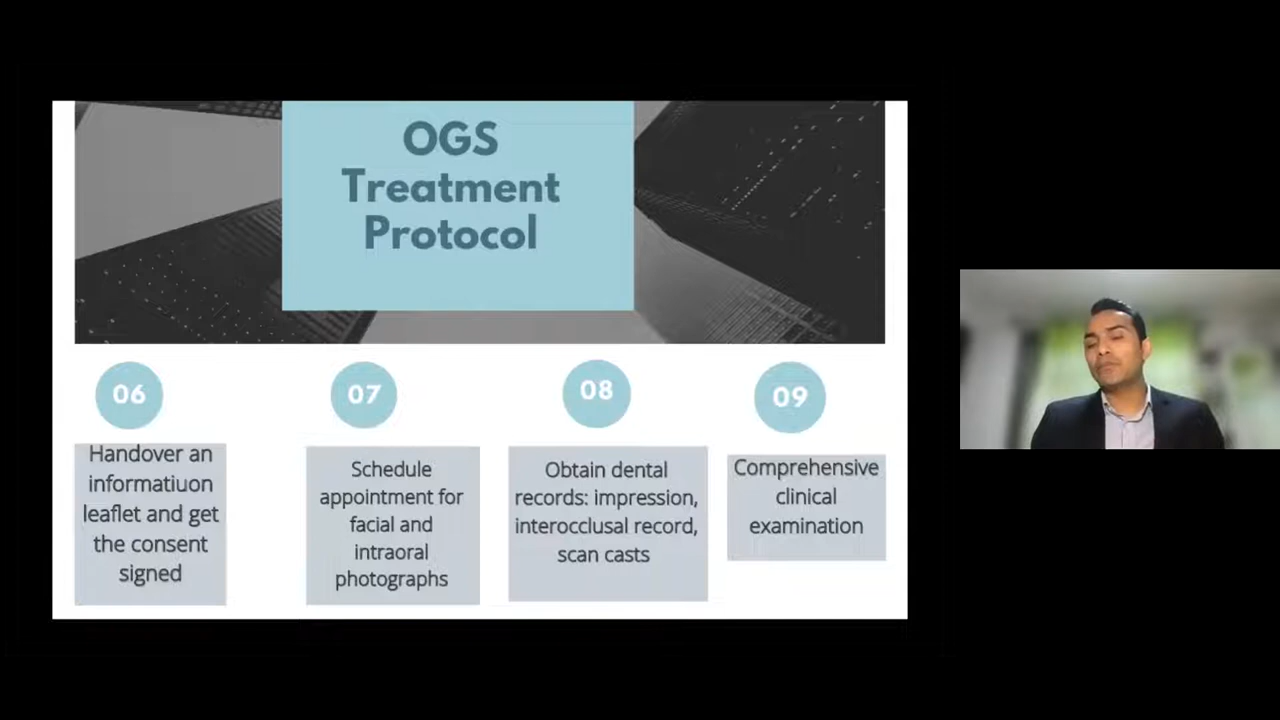 OGS
Treatment
Protocol
06
Handover an
informatiuon
leaflet and get
the consent
signed
07
Schedule
appointment for
facial and
intraoral
photographs
08
Obtain dental
records: impression,
interocclusal record,
scan casts
09
Comprehensive
clinical
examination